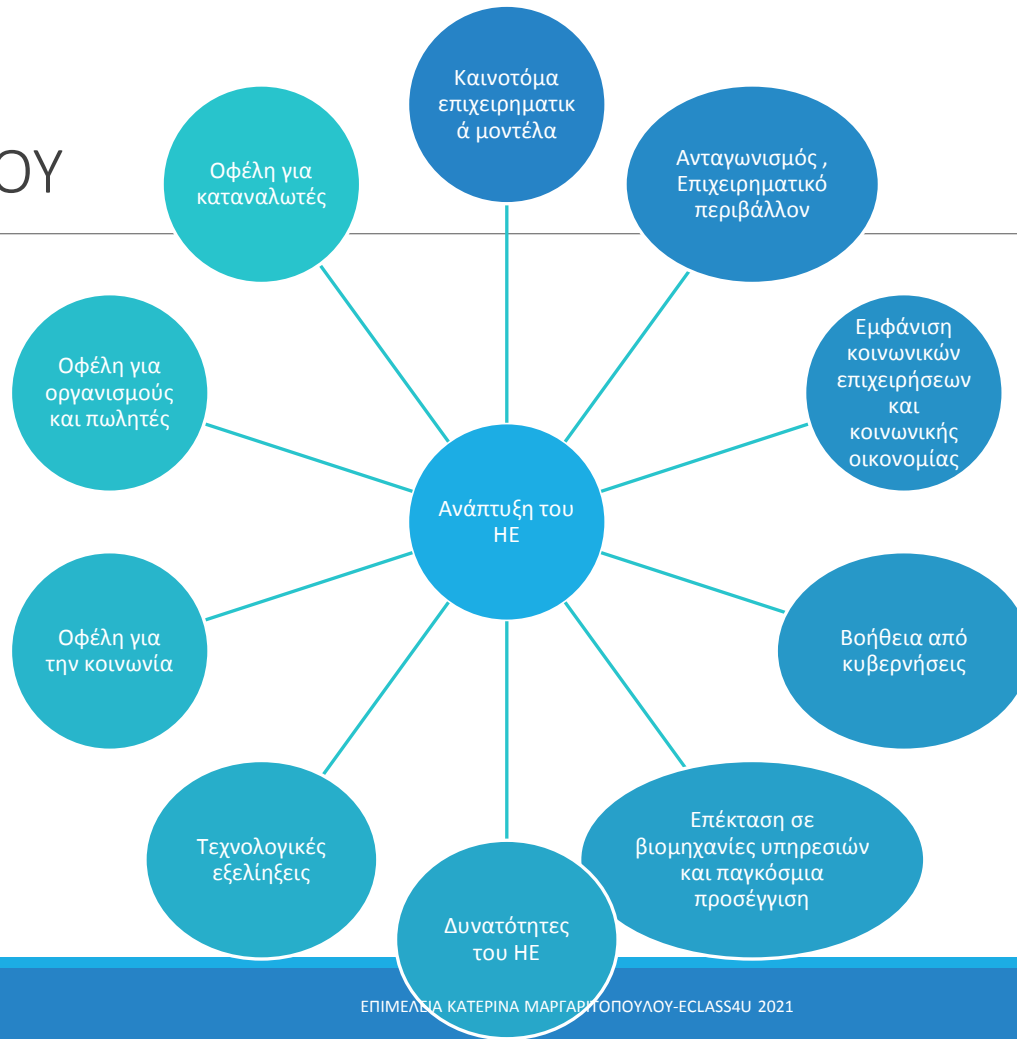 ΟΥ
Καινοτόμα
επιχειρηματικ
ά μοντέλα
Ανταγωνισμός ,
Επιχειρηματικό
περιβάλλον
Εμφάνιση
κοινωνικών
επιχειρήσεων
και
κοινωνικής
οικονομίας
Βοήθεια από
κυβερνήσεις
Επέκταση σε
βιομηχανίες υπηρεσιών
και παγκόσμια
προσέγγιση
Δυνατότητες
του ΗΕ
Τεχνολογικές
εξελίηξεις
Οφέλη για
την κοινωνία
Οφέλη για
οργανισμούς
και πωλητές
Οφέλη για
καταναλωτές
Ανάπτυξη του
ΗΕ
ΕΠΙΜΕΛΕΙΑ ΚΑΤΕΡΙΝΑ ΜΑΡΓΑΡΙΤΟΠΟΥΛΟΥ-ECLASS4U 2021